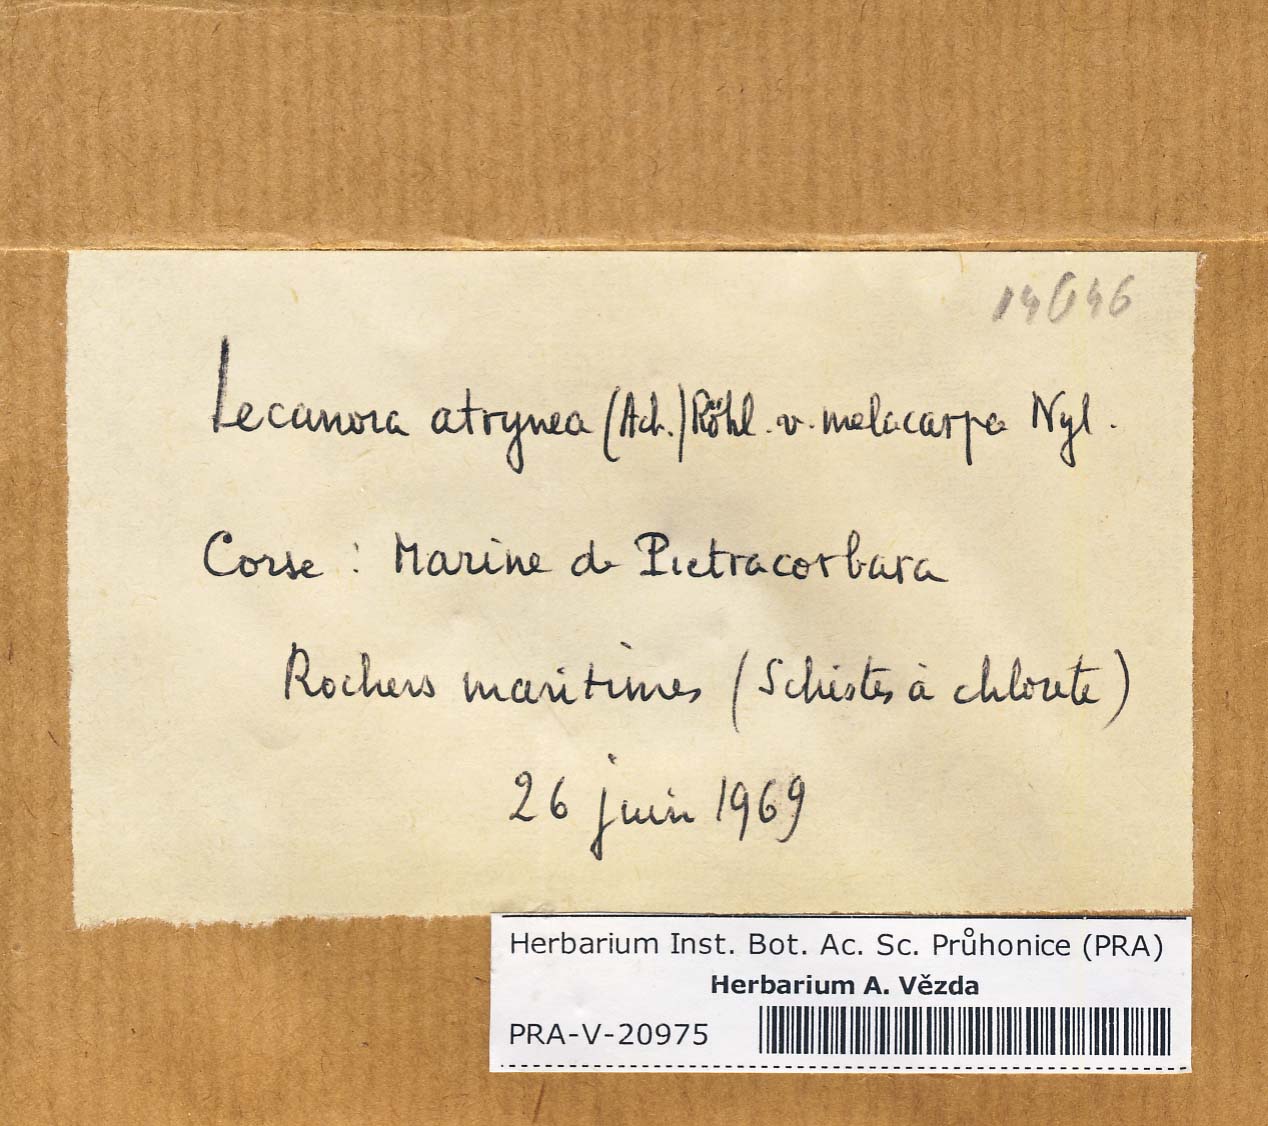 14646
Lecanora atrynea (Ach.) Röhl. v. melacarpa Nyl.
Corse : Marine de Pietracorbara
Rochers maritimes (Schistes à chlorite)
26 juin 1969
Herbarium Inst. Bot. Ac. Sc. Průhonice (PRA)
Herbarium A. Vězda
PRA-V-20975